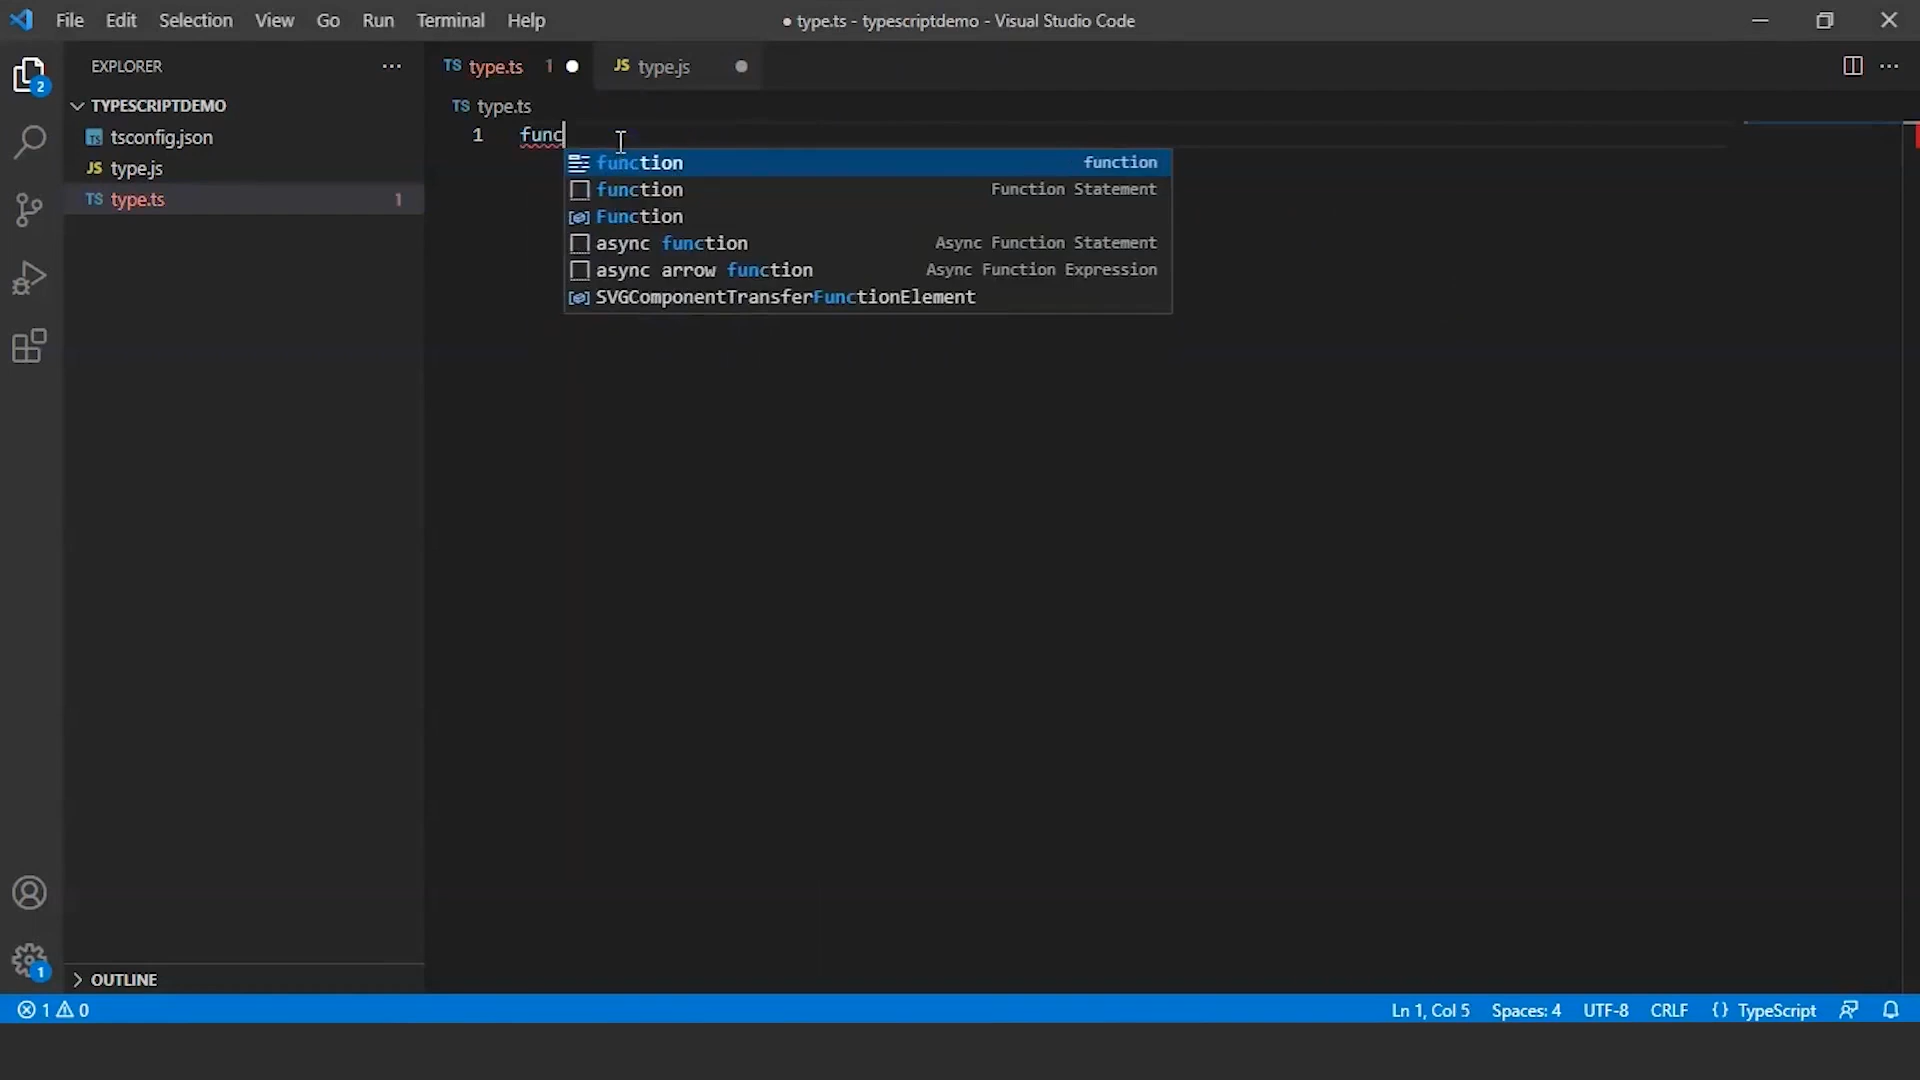 File Edit Selection View Go Run Terminal Help ● type.ts - typescriptdemo - Visual Studio Code
EXPLORER
TS type.ts 1
JS type.js
2
TYPESCRIPTDEMO
TS type.ts
TS tsconfig.json
JS type.js
TS type.ts 1
1 func
function function
function Function Statement
Function
async function Async Function Statement
async arrow function Async Function Expression
SVGComponentTransferFunctionElement
1
OUTLINE
1 0
Ln 1, Col 5 Spaces: 4 UTF-8 CRLF {} TypeScript